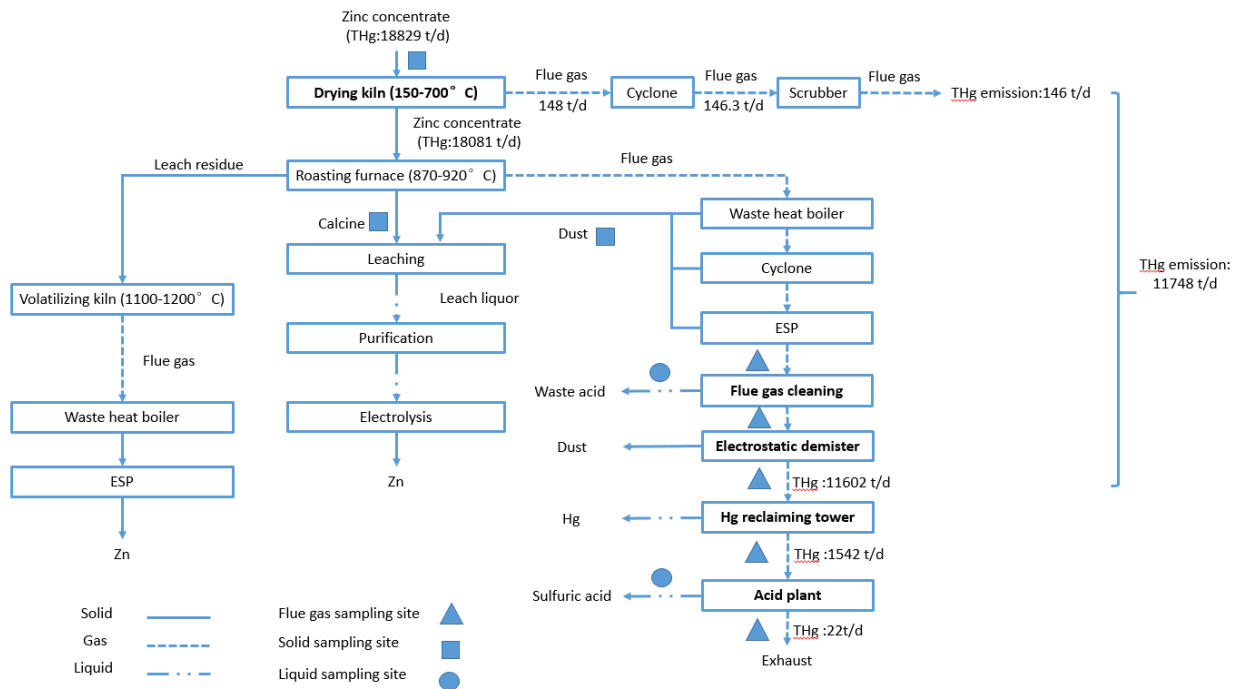 Zinc concentrate
(THg:18829 t/d)
Drying kiln (150-700° C)
Flue gas
148 t/d
Cyclone
Flue gas
146.3 t/d
Scrubber
Flue gas
THg emission:146 t/d
Zinc concentrate
(THg:18081 t/d)
Leach residue
Roasting furnace (870-920° C)
Flue gas
Waste heat boiler
Calcine
Dust
Leaching
Cyclone
THg emission:
11748 t/d
Volatilizing kiln (1100-1200° C)
Leach liquor
ESP
Purification
Flue gas
Waste acid
Flue gas cleaning
Waste heat boiler
Electrolysis
Dust
Electrostatic demister
ESP
Zn
THg :11602 t/d
Hg
Hg reclaiming tower
Zn
THg :1542 t/d
Sulfuric acid
Acid plant
THg :22t/d
Exhaust
Solid
Gas
Liquid
Flue gas sampling site
Solid sampling site
Liquid sampling site